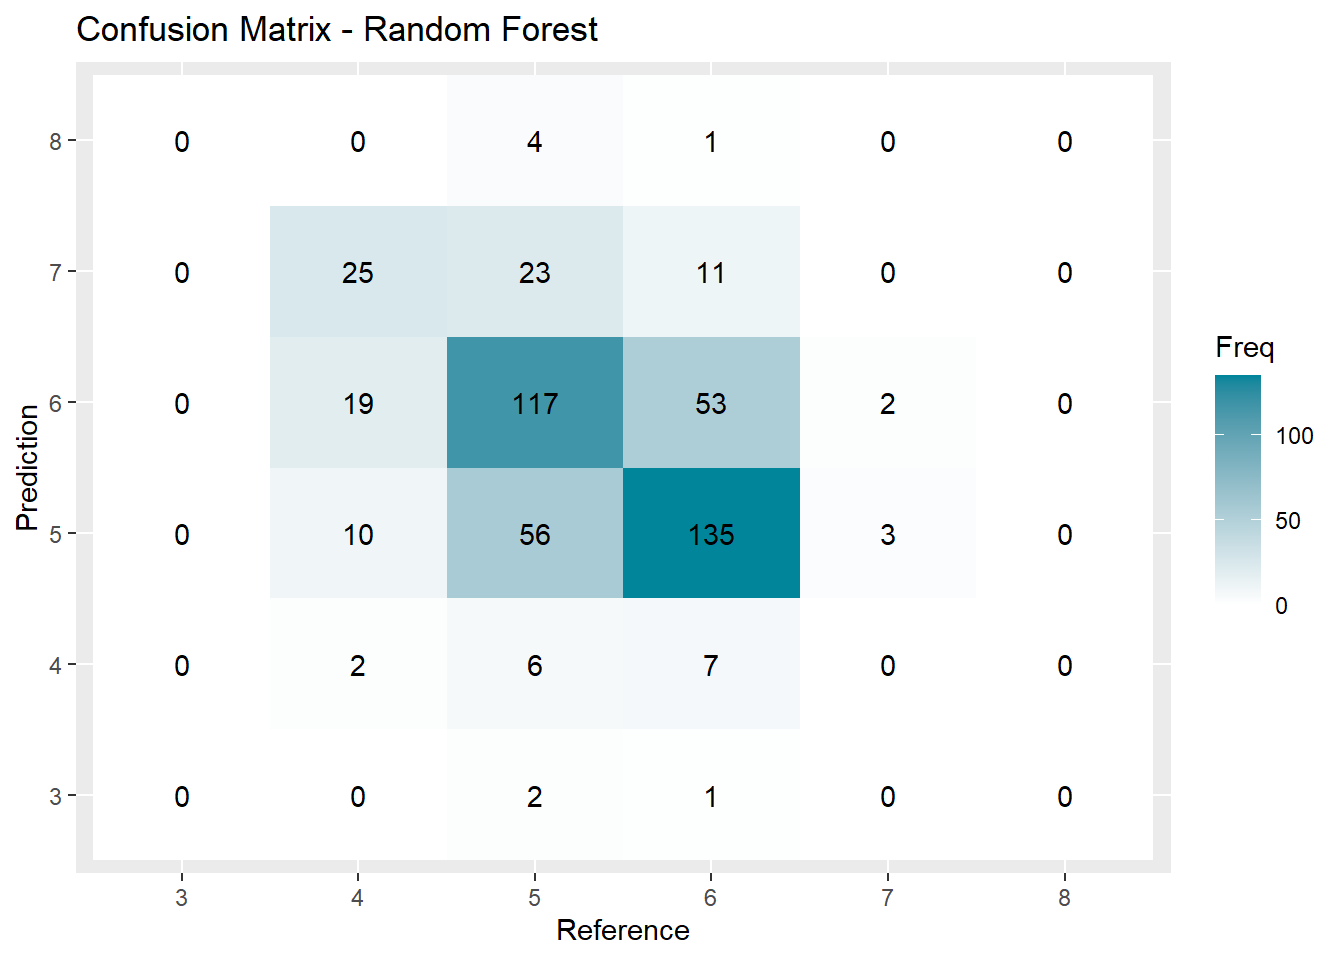 Confusion Matrix - Random Forest
8 0 0 4 1 0 0
7 0 25 23 11 0 0
6 0 19 117 53 2 0
5 0 10 56 135 3 0
4 0 2 6 7 0 0
3 0 0 2 1 0 0
3 4 5 6 7 8
Reference
Prediction
Freq
100
50
0